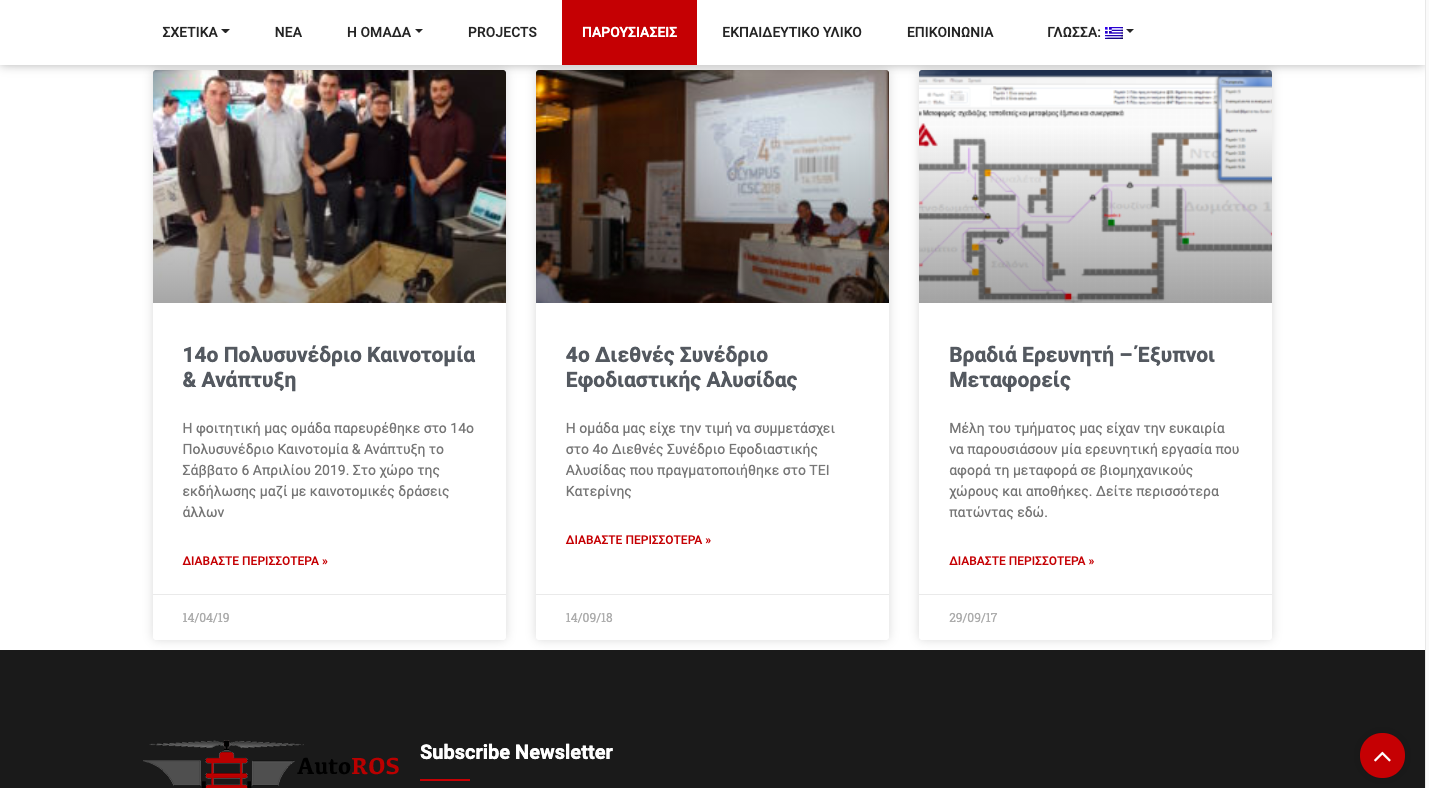 ΣΧΕΤΙΚΑ ΝΕΑ Η ΟΜΑΔΑ PROJECTS ΠΑΡΟΥΣΙΑΣΕΙΣ ΕΚΠΑΙΔΕΥΤΙΚΟ ΥΛΙΚΟ ΕΠΙΚΟΙΝΩΝΙΑ ΓΛΩΣΣΑ:
4th
OLYMPUS
ICSC2018
14ο Πολυσυνέδριο Καινοτομία
& Ανάπτυξη
Η φοιτητική μας ομάδα παρευρέθηκε στο 14ο
Πολυσυνέδριο Καινοτομία & Ανάπτυξη το
Σάββατο 6 Απριλίου 2019. Στο χώρο της
εκδήλωσης μαζί με καινοτομικές δράσεις
άλλων
ΔΙΑΒΑΣΤΕ ΠΕΡΙΣΣΟΤΕΡΑ »
14/04/19
4ο Διεθνές Συνέδριο
Εφοδιαστικής Αλυσίδας
Η ομάδα μας είχε την τιμή να συμμετάσχει
στο 4ο Διεθνές Συνέδριο Εφοδιαστικής
Αλυσίδας που πραγματοποιήθηκε στο ΤΕΙ
Κατερίνης
ΔΙΑΒΑΣΤΕ ΠΕΡΙΣΣΟΤΕΡΑ »
14/09/18
Βραδιά Ερευνητή – Έξυπνοι
Μεταφορείς
Μέλη του τμήματος μας είχαν την ευκαιρία
να παρουσιάσουν μία ερευνητική εργασία που
αφορά τη μεταφορά σε βιομηχανικούς
χώρους και αποθήκες. Δείτε περισσότερα
πατώντας εδώ.
ΔΙΑΒΑΣΤΕ ΠΕΡΙΣΣΟΤΕΡΑ »
29/09/17
AutoROS
Subscribe Newsletter